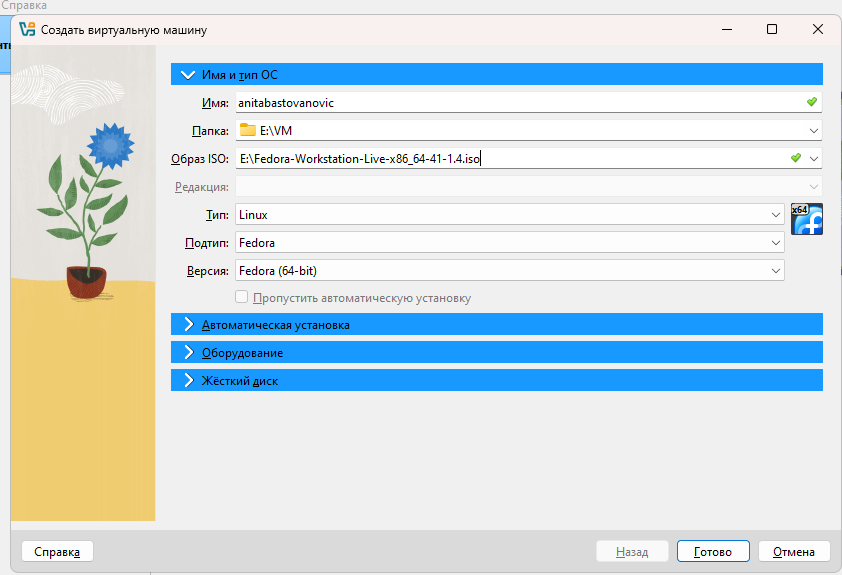 Справка
Создать виртуальную машину
Имя и тип ОС
Имя: anitabastovanovic
Папка: E:\VM
Образ ISO: E:\Fedora-Workstation-Live-x86_64-41-1.4.iso
Редакция:
Тип: Linux
x64
Подтип: Fedora
Версия: Fedora (64-bit)
Пропустить автоматическую установку
Автоматическая установка
Оборудование
Жёсткий диск
Справка Назад Готово Отмена